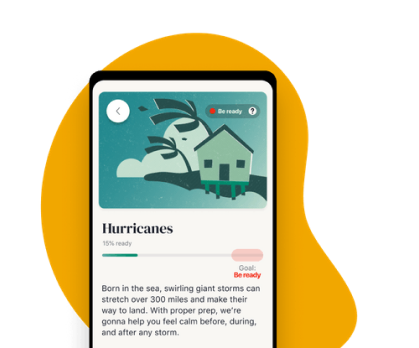 Be ready ?
Hurricanes
15% ready
Goal:
Be ready
Born in the sea, swirling giant storms can
stretch over 300 miles and make their
way to land. With proper prep, we're
gonna help you feel calm before, during,
and after any storm.